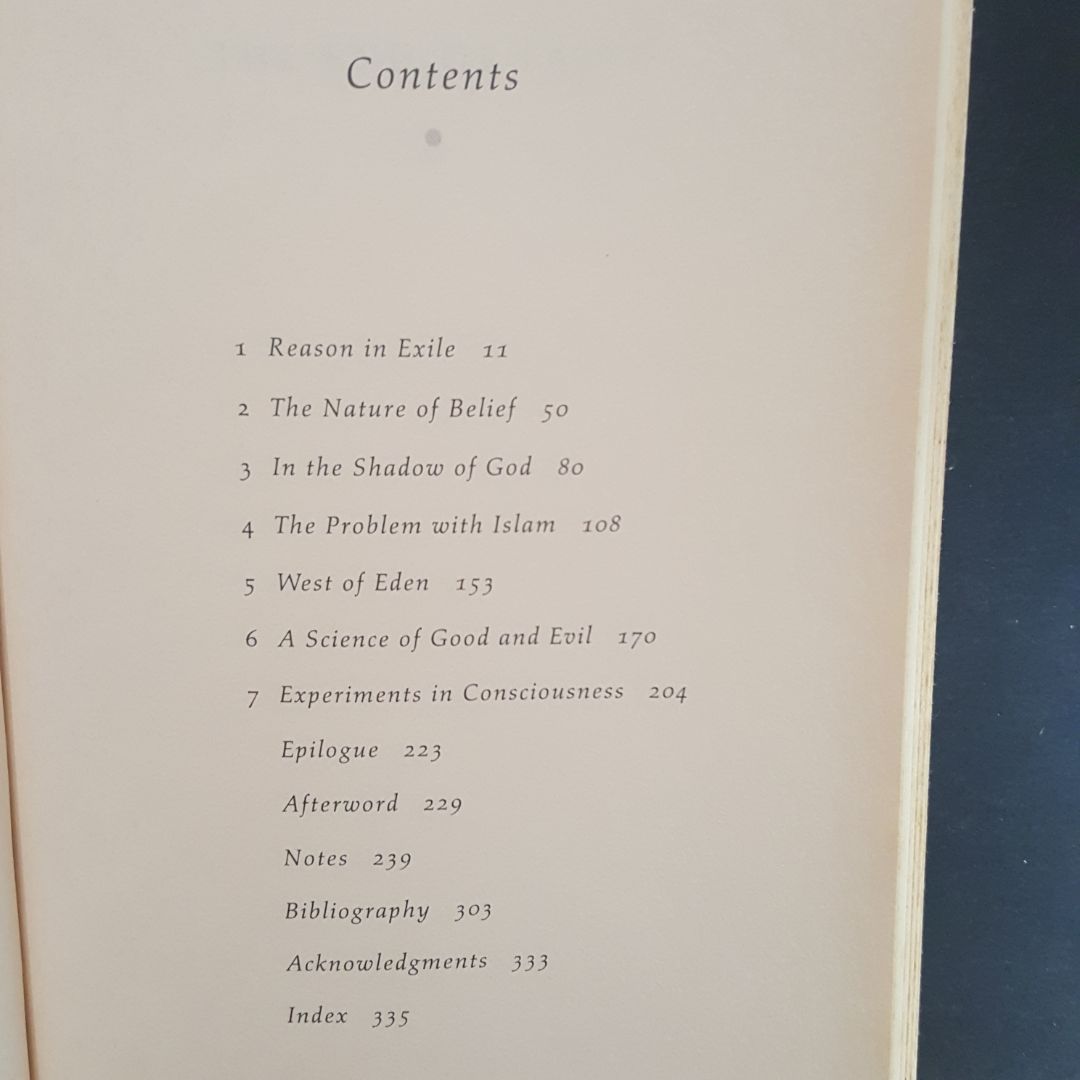 Contents
1 Reason in Exile 11
2 The Nature of Belief 50
3 In the Shadow of God 80
4 The Problem with Islam 108
5 West of Eden 153
6 A Science of Good and Evil 170
7 Experiments in Consciousness 204
Epilogue 223
Afterword 229
Notes 239
Bibliography 303
Acknowledgments 333
Index 335